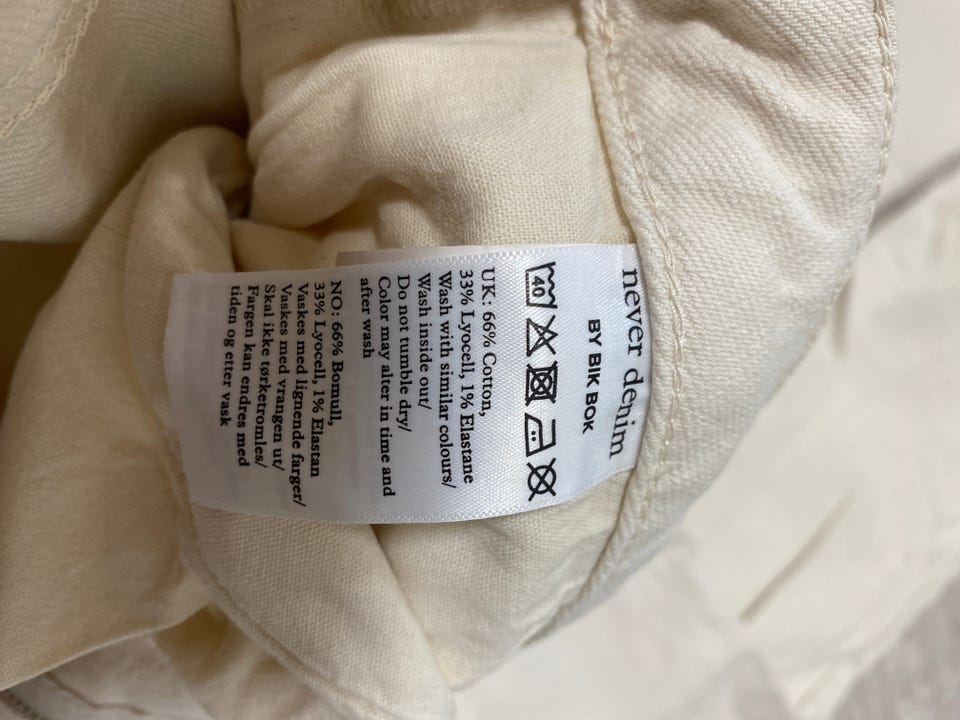 never denim
BY BIK BOK
40
UK: 66% Cotton,
33% Lyocell, 1% Elastane
Wash with similar colours/
Wash inside out/
Do not tumble dry/
Color may alter in time and
after wash
NO: 66% Bomull,
33% Lyocell, 1% Elastan
Vaskes med lignende farger/
Vaskes med vrangen ut/
Skal ikke tørketromles/
Fargen kan endres med
tiden og etter vask